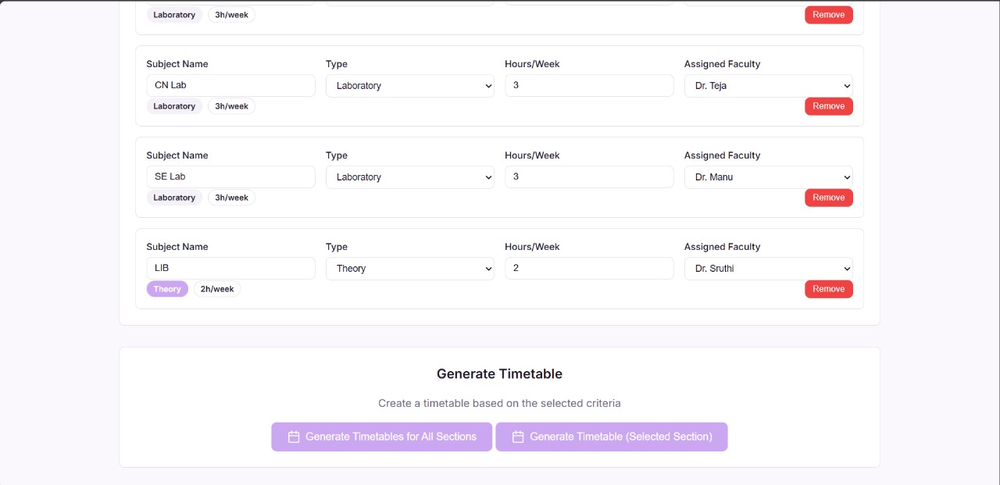 Laboratory 3h/week Remove
Subject Name Type Hours/Week Assigned Faculty
CN Lab Laboratory 3 Dr. Teja
Laboratory 3h/week Remove
Subject Name Type Hours/Week Assigned Faculty
SE Lab Laboratory 3 Dr. Manu
Laboratory 3h/week Remove
Subject Name Type Hours/Week Assigned Faculty
LIB Theory 2 Dr. Sruthi
Theory 2h/week Remove
Generate Timetable
Create a timetable based on the selected criteria
Generate Timetables for All Sections Generate Timetable (Selected Section)